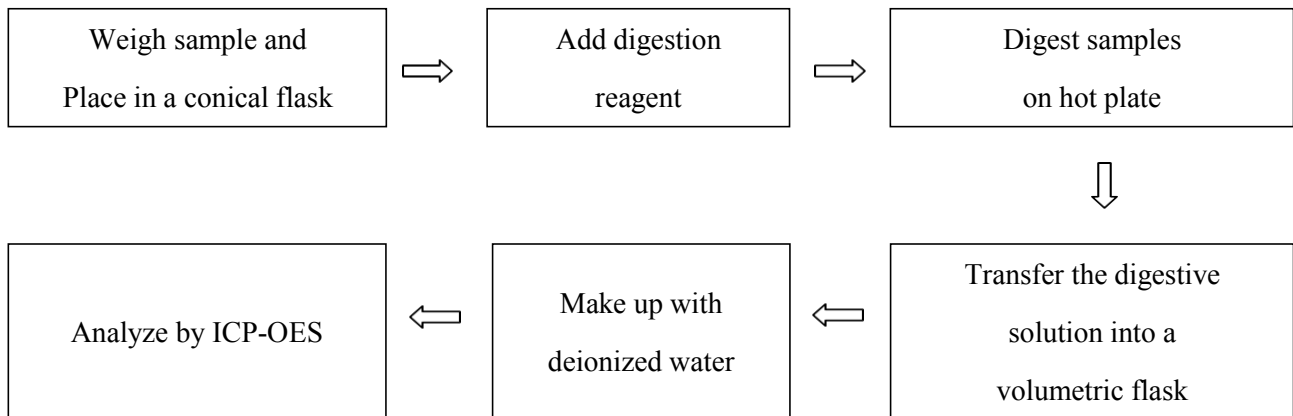 Weigh sample and
Place in a conical flask
Add digestion
reagent
Digest samples
on hot plate
Transfer the digestive
solution into a
volumetric flask
Make up with
deionized water
Analyze by ICP-OES